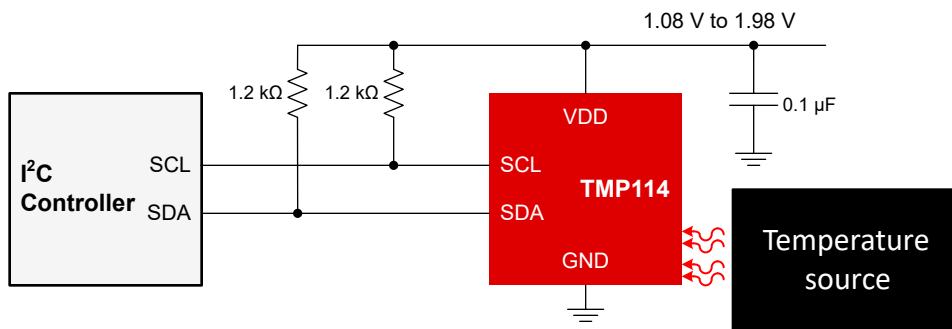 1.08 V to 1.98 V
1.2 kΩ
1.2 kΩ
0.1 µF
VDD
I²C
Controller
SCL
SDA
SCL
TMP114
SDA
GND
Temperature
source